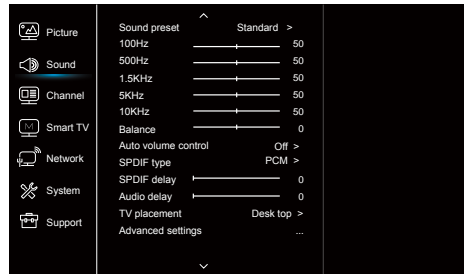 Picture
Sound
Channel
Smart TV
Network
System
Support
Sound preset Standard >
100Hz 50
500Hz 50
1.5KHz 50
5KHz 50
10KHz 50
Balance 0
Auto volume control Off >
SPDIF type PCM >
SPDIF delay 0
Audio delay 0
TV placement Desk top >
Advanced settings ...